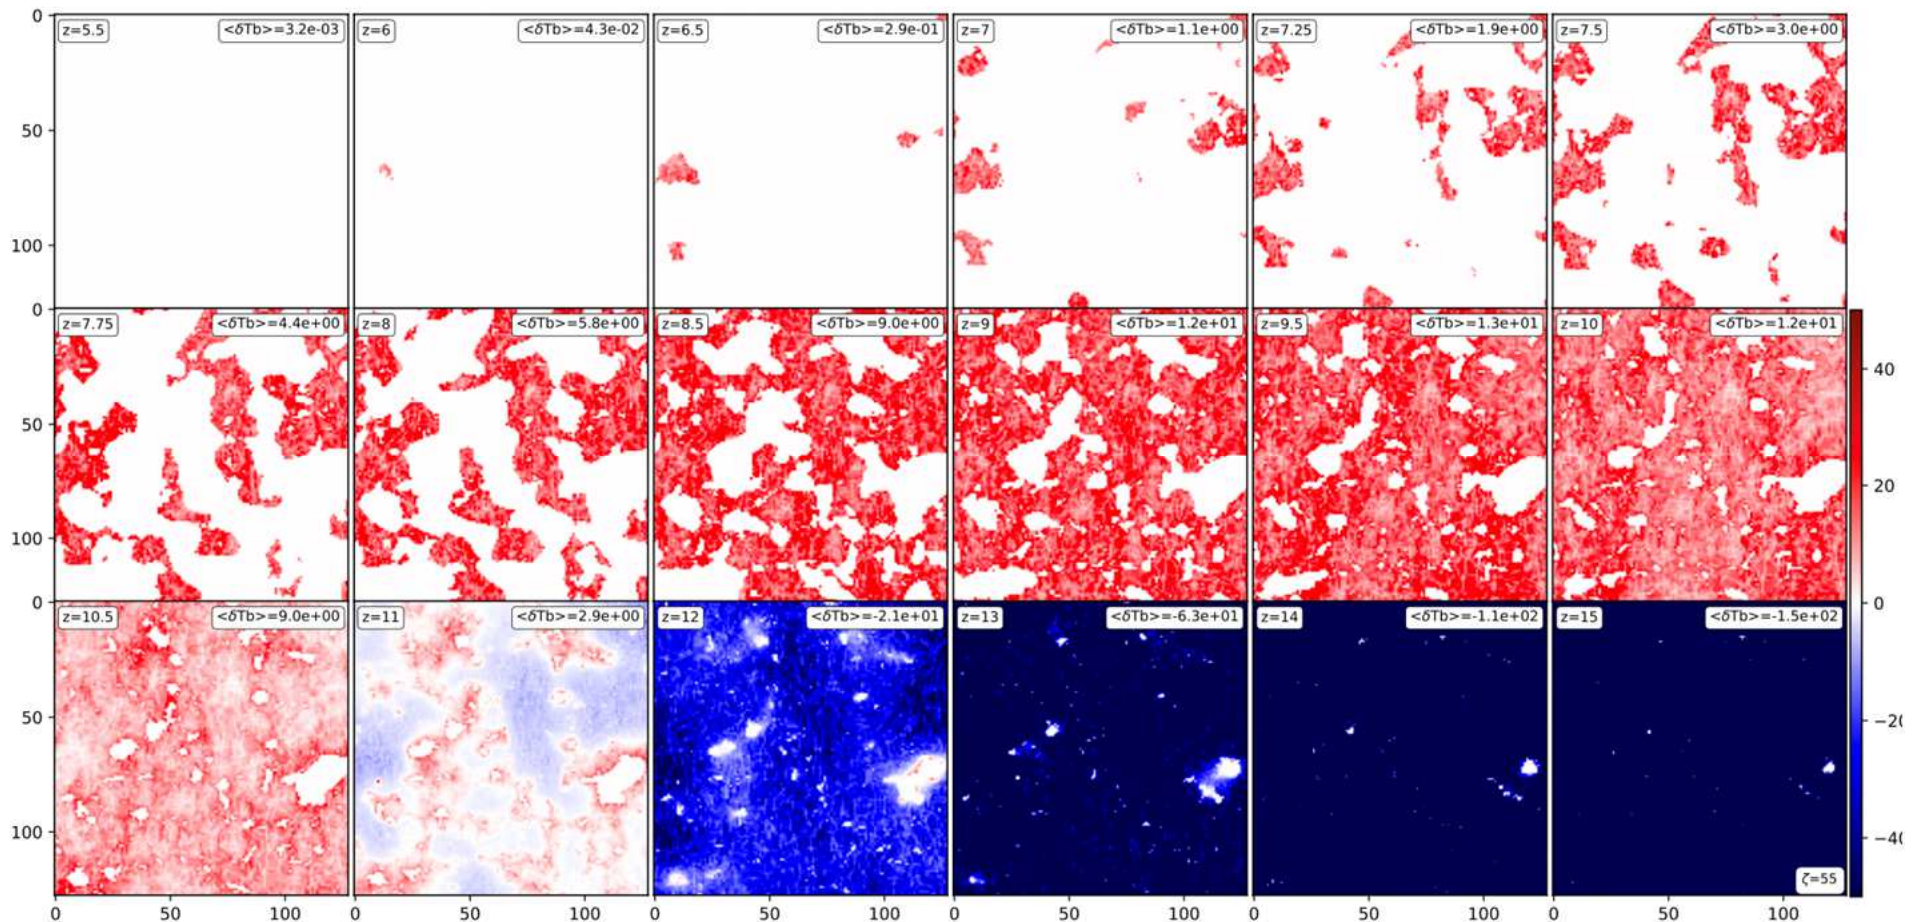 0
z=5.5 <δTb>=3.2e-03
z=6 <δTb>=4.3e-02
z=6.5 <δTb>=2.9e-01
z=7 <δTb>=1.1e+00
z=7.25 <δTb>=1.9e+00
z=7.5 <δTb>=3.0e+00
50
100
0
z=7.75 <δTb>=4.4e+00
z=8 <δTb>=5.8e+00
z=8.5 <δTb>=9.0e+00
z=9 <δTb>=1.2e+01
z=9.5 <δTb>=1.3e+01
z=10 <δTb>=1.2e+01
50
100
0
z=10.5 <δTb>=9.0e+00
z=11 <δTb>=2.9e+00
z=12 <δTb>=-2.1e+01
z=13 <δTb>=-6.3e+01
z=14 <δTb>=-1.1e+02
z=15 <δTb>=-1.5e+02
50
100
ζ=55
0 50 100 0 50 100 0 50 100 0 50 100 0 50 100 0 50 100
40
20
0